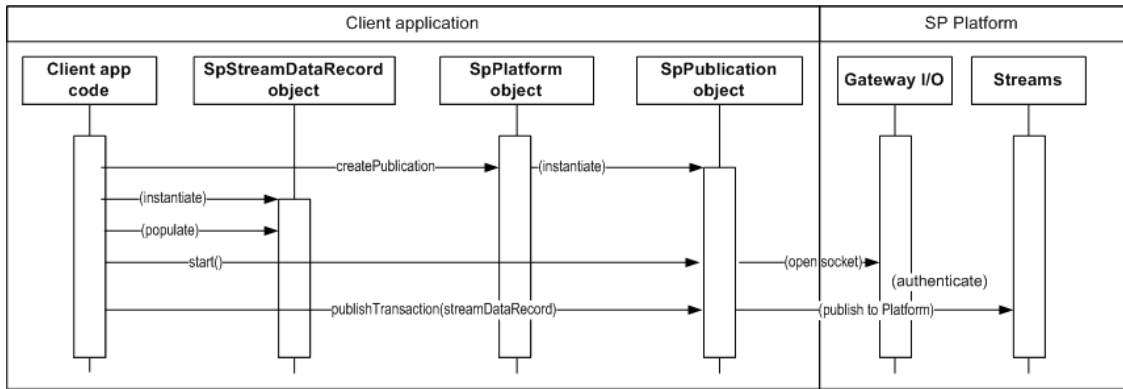 Client application
SP Platform
Client app
code
SpStreamDataRecord
object
SpPlatform
object
SpPublication
object
Gateway I/O
Streams
createPublication
(instantiate)
(instantiate)
(populate)
start()
(open socket)
(authenticate)
publishTransaction(streamDataRecord)
(publish to Platform)